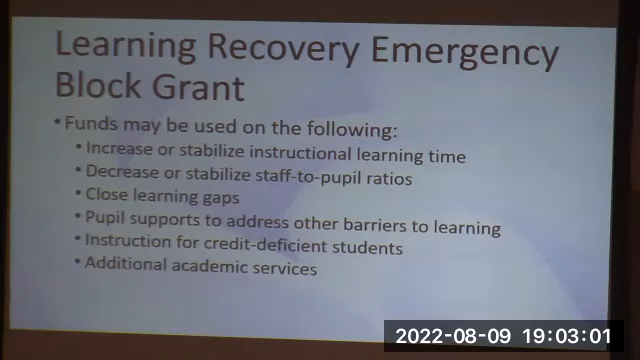 Learning Recovery Emergency
Block Grant
• Funds may be used on the following:
• Increase or stabilize instructional learning time
• Decrease or stabilize staff-to-pupil ratios
• Close learning gaps
• Pupil supports to address other barriers to learning
• Instruction for credit-deficient students
• Additional academic services
2022-08-09 19:03:01